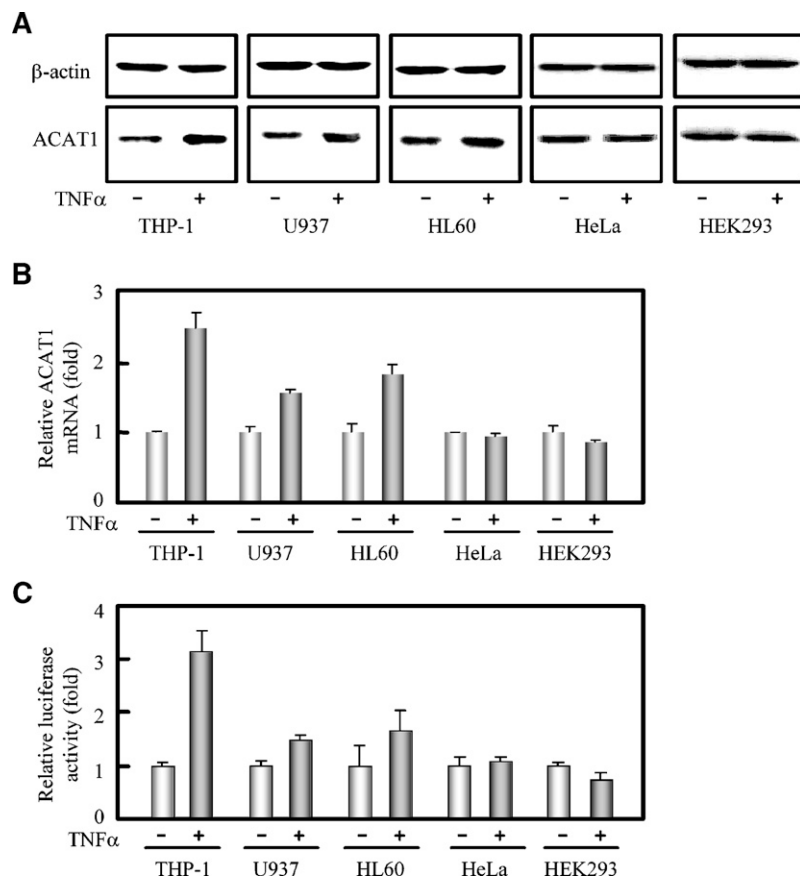 A
β-actin
ACAT1
TNFα - + - + - + - + - +
THP-1 U937 HL60 HeLa HEK293
B
Relative ACAT1
mRNA (fold)
3
2
1
0
TNFα - + - + - + - + - +
THP-1 U937 HL60 HeLa HEK293
C
Relative luciferase
activity (fold)
4
3
2
1
0
TNFα - + - + - + - + - +
THP-1 U937 HL60 HeLa HEK293